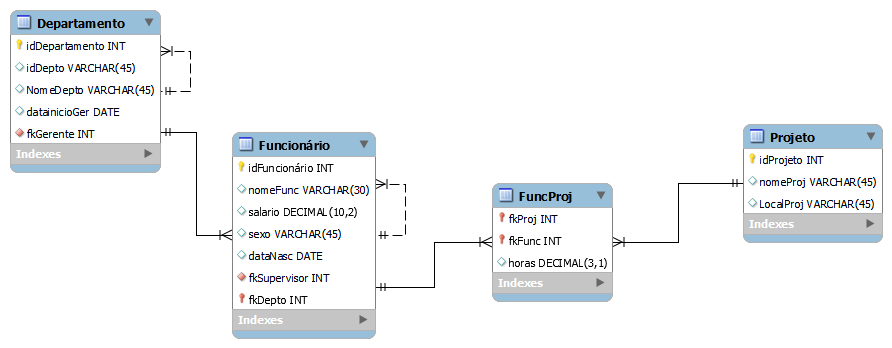 Departamento
idDepartamento INT
idDepto VARCHAR(45)
NomeDepto VARCHAR(45)
datainicioGer DATE
fkGerente INT
Indexes
Funcionário
idFuncionário INT
nomeFunc VARCHAR(30)
salario DECIMAL(10,2)
sexo VARCHAR(45)
dataNasc DATE
fkSupervisor INT
fkDepto INT
Indexes
FuncProj
fkProj INT
fkFunc INT
horas DECIMAL(3,1)
Indexes
Projeto
idProjeto INT
nomeProj VARCHAR(45)
LocalProj VARCHAR(45)
Indexes